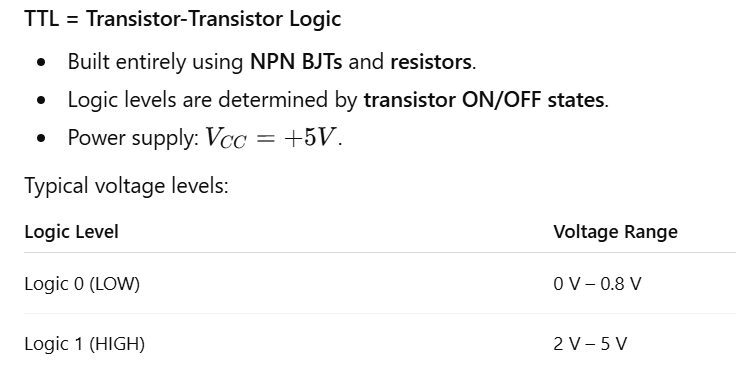 TTL = Transistor-Transistor Logic
• Built entirely using NPN BJTs and resistors.
• Logic levels are determined by transistor ON/OFF states.
• Power supply: V_CC = +5V.
Typical voltage levels:
Logic Level Voltage Range
Logic 0 (LOW) 0 V – 0.8 V
Logic 1 (HIGH) 2 V – 5 V